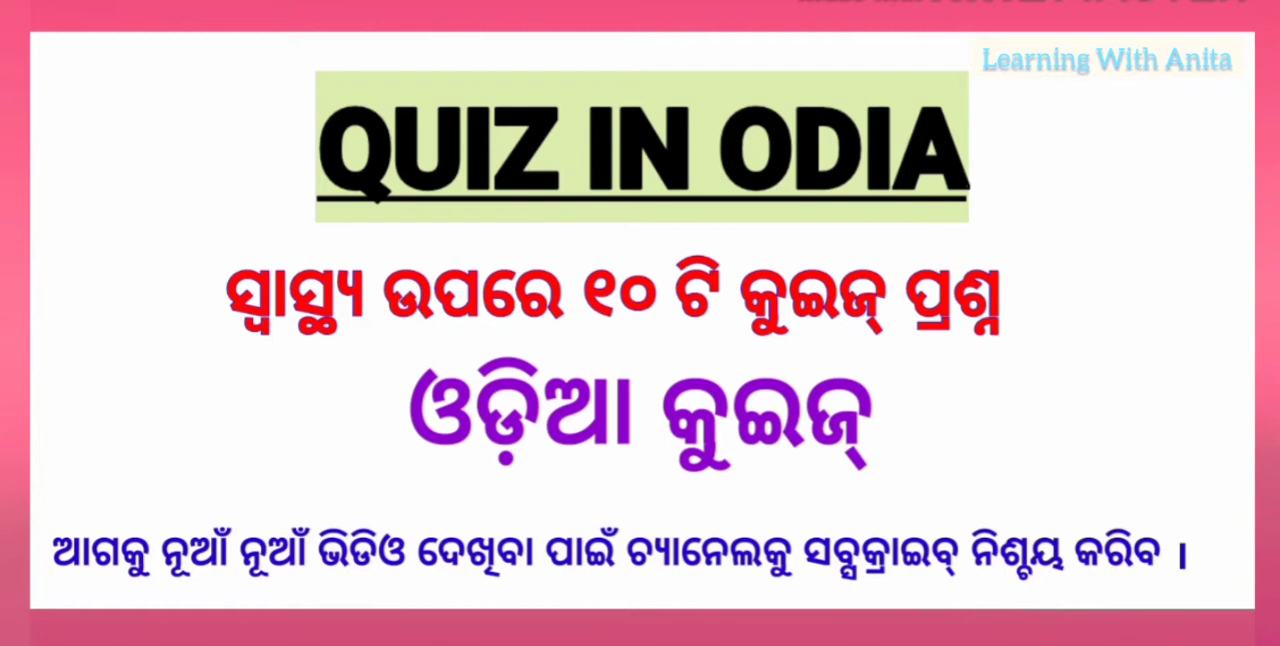 Learning With Anita
QUIZ IN ODIA
ସ୍ୱାସ୍ଥ୍ୟ ଉପରେ ୧୦ ଟି କୁଇଜ୍ ପ୍ରଶ୍ନ
ଓଡ଼ିଆ କୁଇଜ୍
ଆଗକୁ ନୂଆଁ ନୂଆଁ ଭିଡିଓ ଦେଖିବା ପାଇଁ ଚ୍ୟାନେଲକୁ ସବ୍ସକ୍ରାଇବ୍ ନିଶ୍ଚୟ କରିବ ।